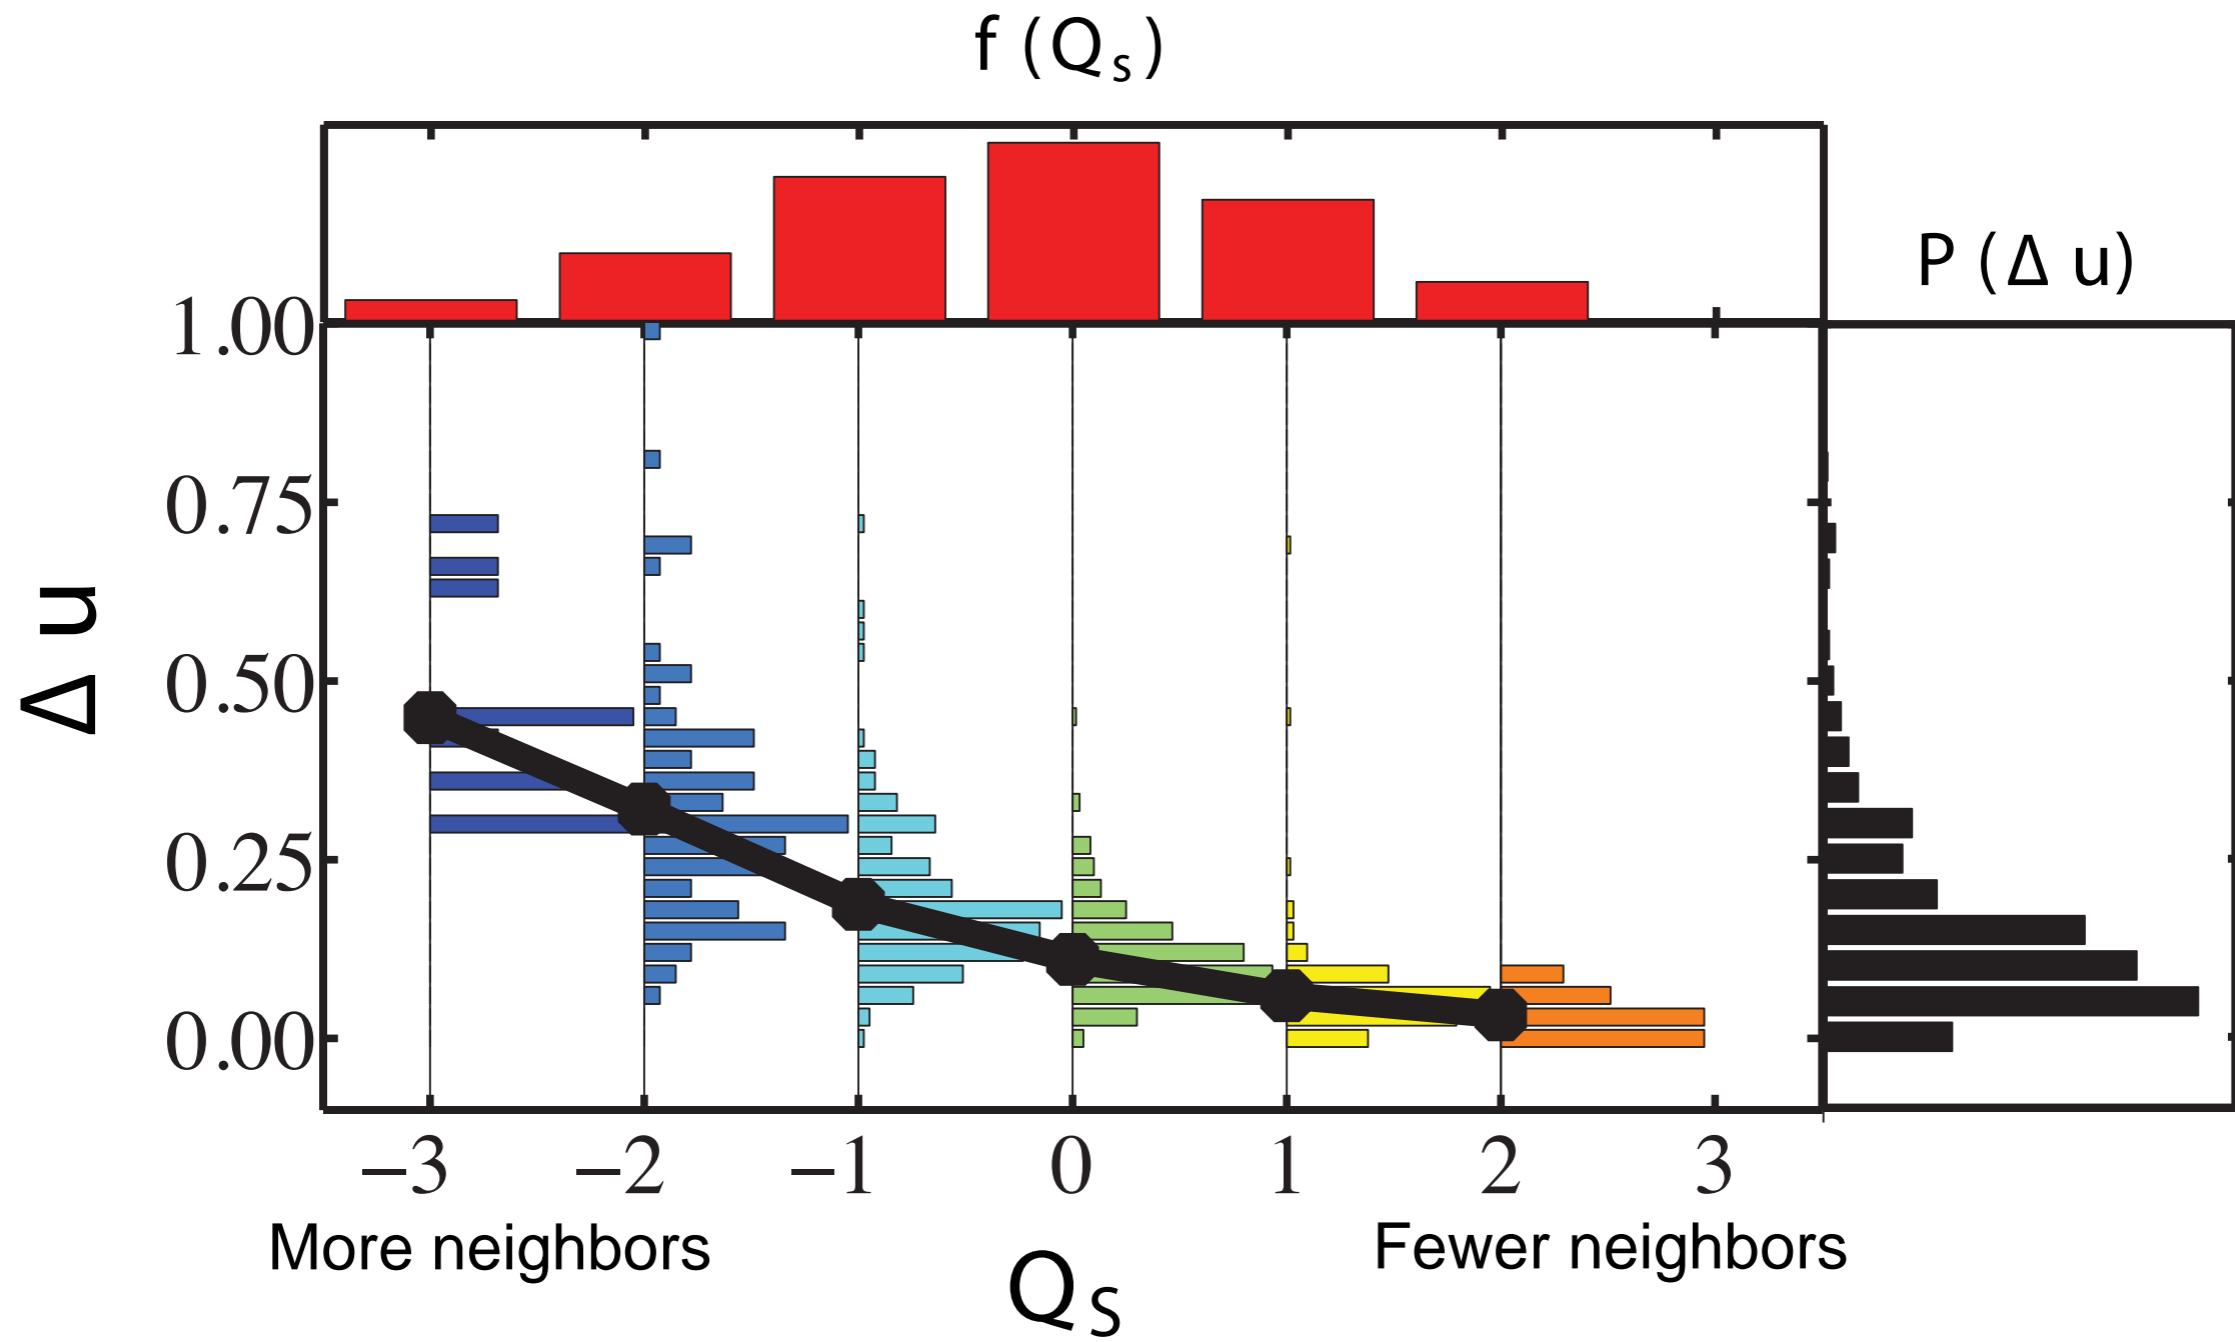 f (Qs)
P (Δ u)
1.00
0.75
0.50
0.25
0.00
Δ u
−3 −2 −1 0 1 2 3
More neighbors Fewer neighbors
QS